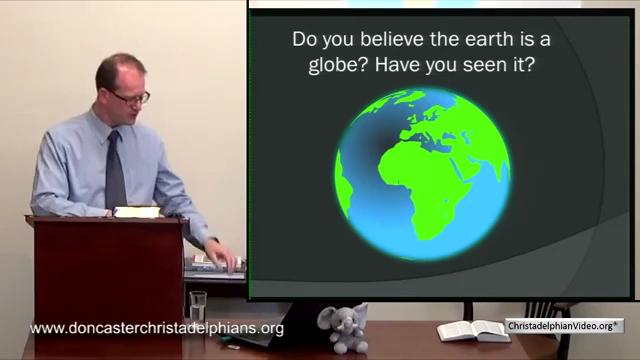 Do you believe the earth is a
globe? Have you seen it?
www.doncasterchristadelphians.org
ChristadelphianVideo.org®